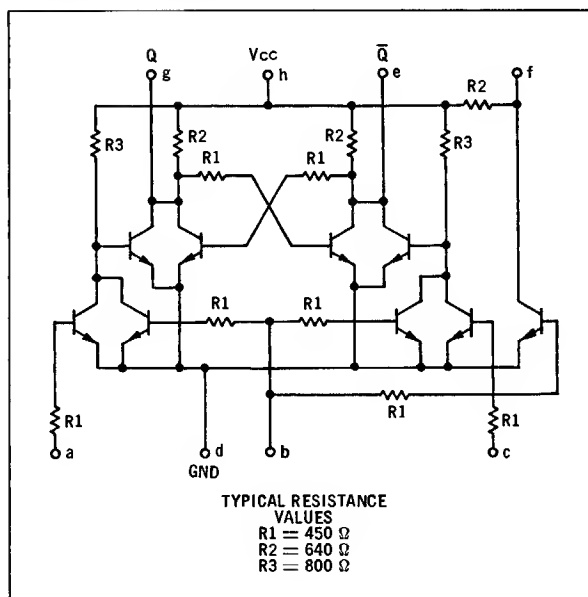 Q Vcc Q̅
g h e f
R2
R3 R2 R2 R3
R1 R1
R1 R1 R1
R1 R1 R1
a d b c
GND
TYPICAL RESISTANCE
VALUES
R1 = 450 Ω
R2 = 640 Ω
R3 = 800 Ω